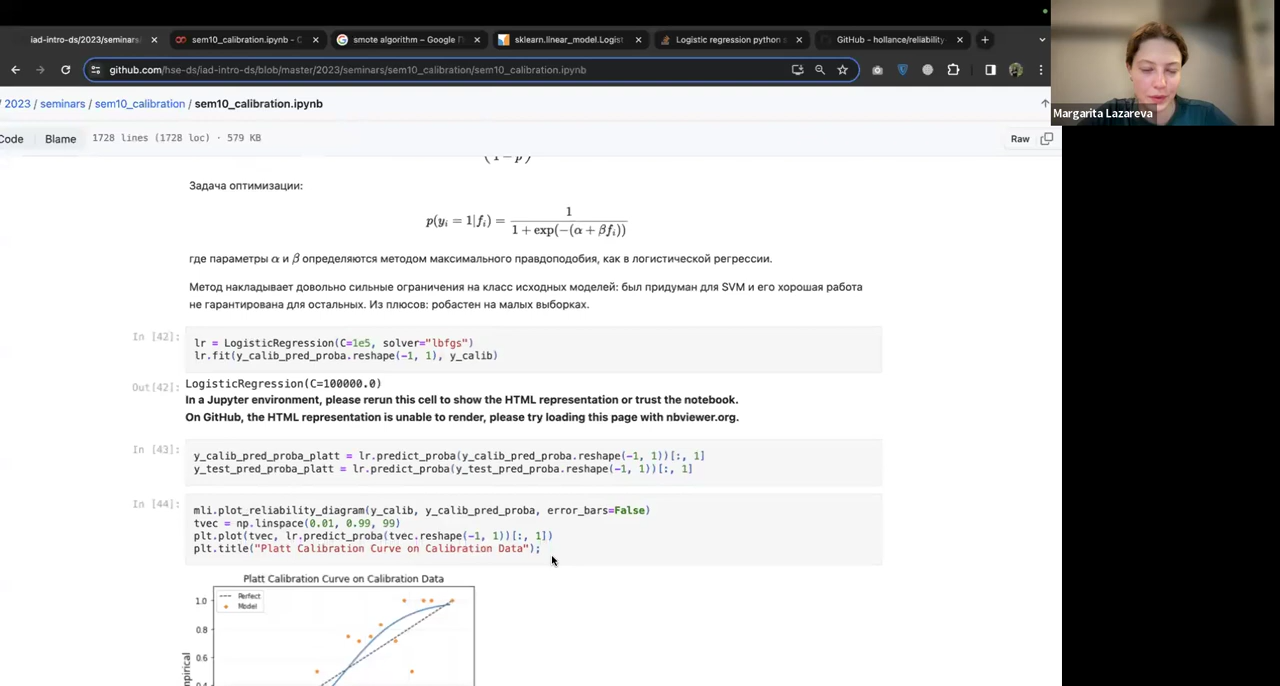 iad-intro-ds/2023/seminars
sem10_calibration.ipynb - C
smote algorithm – Google П
sklearn.linear_model.Logist
Logistic regression python s
GitHub – hollance/reliability-
github.com/hse-ds/iad-intro-ds/blob/master/2023/seminars/sem10_calibration/sem10_calibration.ipynb
/ 2023 / seminars / sem10_calibration / sem10_calibration.ipynb
Margarita Lazareva
Code Blame 1728 lines (1728 loc) · 579 KB Raw
(1 − p)
Задача оптимизации:
p(y_i = 1|f_i) = 1 / (1 + exp(−(α + βf_i)))
где параметры α и β определяются методом максимального правдоподобия, как в логистической регрессии.
Метод накладывает довольно сильные ограничения на класс исходных моделей: был придуман для SVM и его хорошая работа
не гарантирована для остальных. Из плюсов: робастен на малых выборках.
In [42]:
lr = LogisticRegression(C=1e5, solver="lbfgs")
lr.fit(y_calib_pred_proba.reshape(-1, 1), y_calib)
Out[42]:
LogisticRegression(C=100000.0)
In a Jupyter environment, please rerun this cell to show the HTML representation or trust the notebook.
On GitHub, the HTML representation is unable to render, please try loading this page with nbviewer.org.
In [43]:
y_calib_pred_proba_platt = lr.predict_proba(y_calib_pred_proba.reshape(-1, 1))[:, 1]
y_test_pred_proba_platt = lr.predict_proba(y_test_pred_proba.reshape(-1, 1))[:, 1]
In [44]:
mli.plot_reliability_diagram(y_calib, y_calib_pred_proba, error_bars=False)
tvec = np.linspace(0.01, 0.99, 99)
plt.plot(tvec, lr.predict_proba(tvec.reshape(-1, 1))[:, 1])
plt.title("Platt Calibration Curve on Calibration Data");
Platt Calibration Curve on Calibration Data
Perfect
Model
1.0
0.8
0.6
0.4